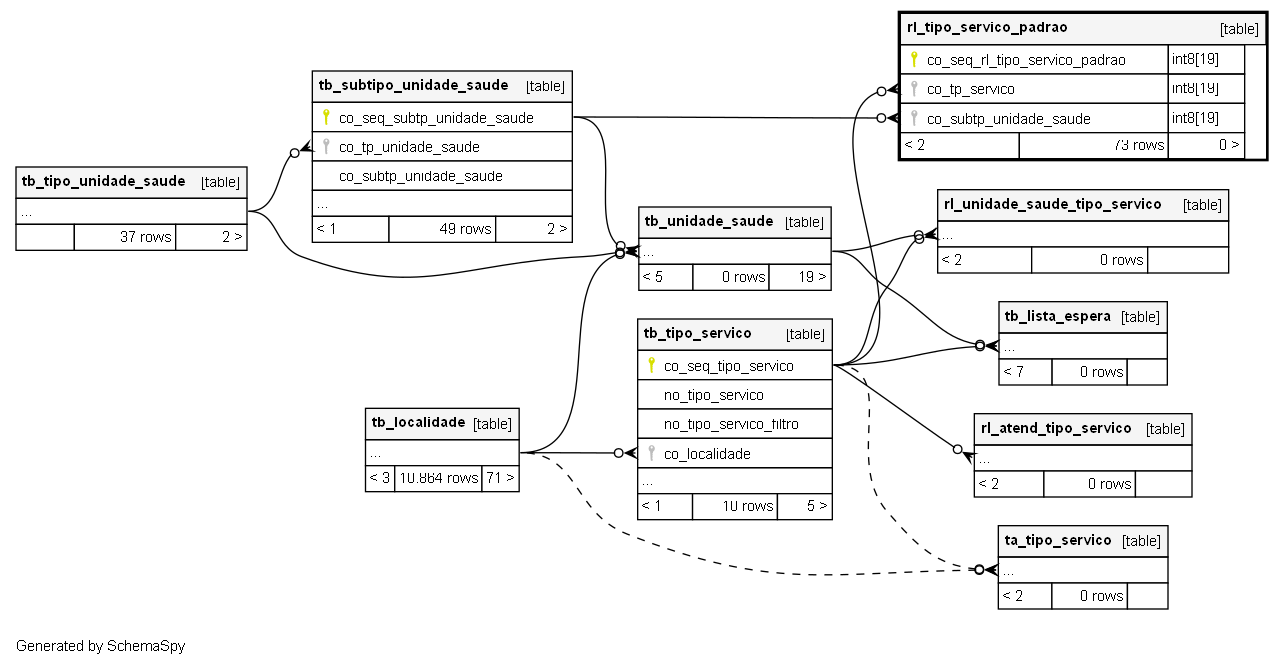 rl_tipo_servico_padrao [table]
co_seq_rl_tipo_servico_padrao int8[19]
co_tp_servico int8[19]
co_subtp_unidade_saude int8[19]
< 2 73 rows 0 >
tb_subtipo_unidade_saude [table]
co_seq_subtp_unidade_saude
co_tp_unidade_saude
co_subtp_unidade_saude
...
< 1 49 rows 2 >
tb_tipo_unidade_saude [table]
...
37 rows 2 >
tb_unidade_saude [table]
...
< 5 0 rows 19 >
rl_unidade_saude_tipo_servico [table]
...
< 2 0 rows
tb_lista_espera [table]
...
< 7 0 rows
tb_tipo_servico [table]
co_seq_tipo_servico
no_tipo_servico
no_tipo_servico_filtro
co_localidade
...
< 1 10 rows 5 >
tb_localidade [table]
...
< 3 10.864 rows 71 >
rl_atend_tipo_servico [table]
...
< 2 0 rows
ta_tipo_servico [table]
...
< 2 0 rows
Generated by SchemaSpy